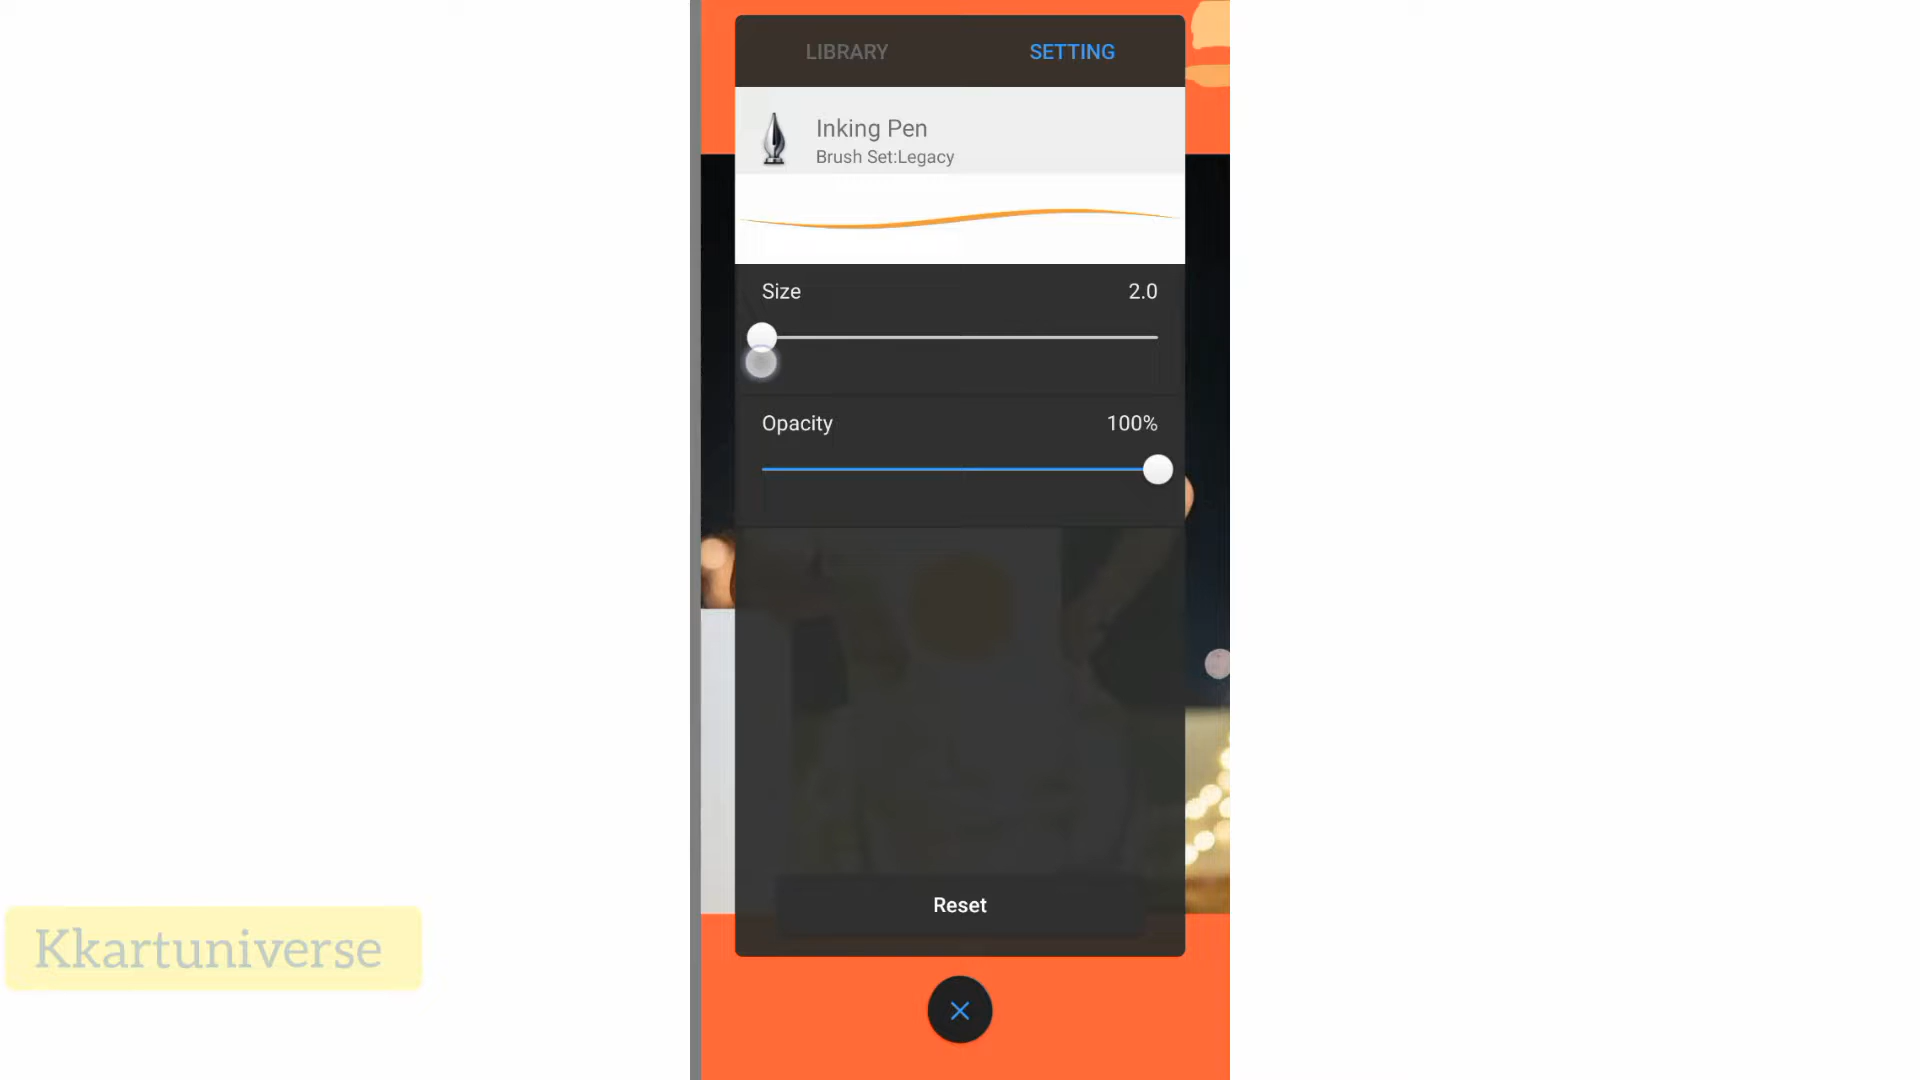 LIBRARY SETTING
Inking Pen
Brush Set:Legacy
Size 2.0
Opacity 100%
Reset
Kkartuniverse